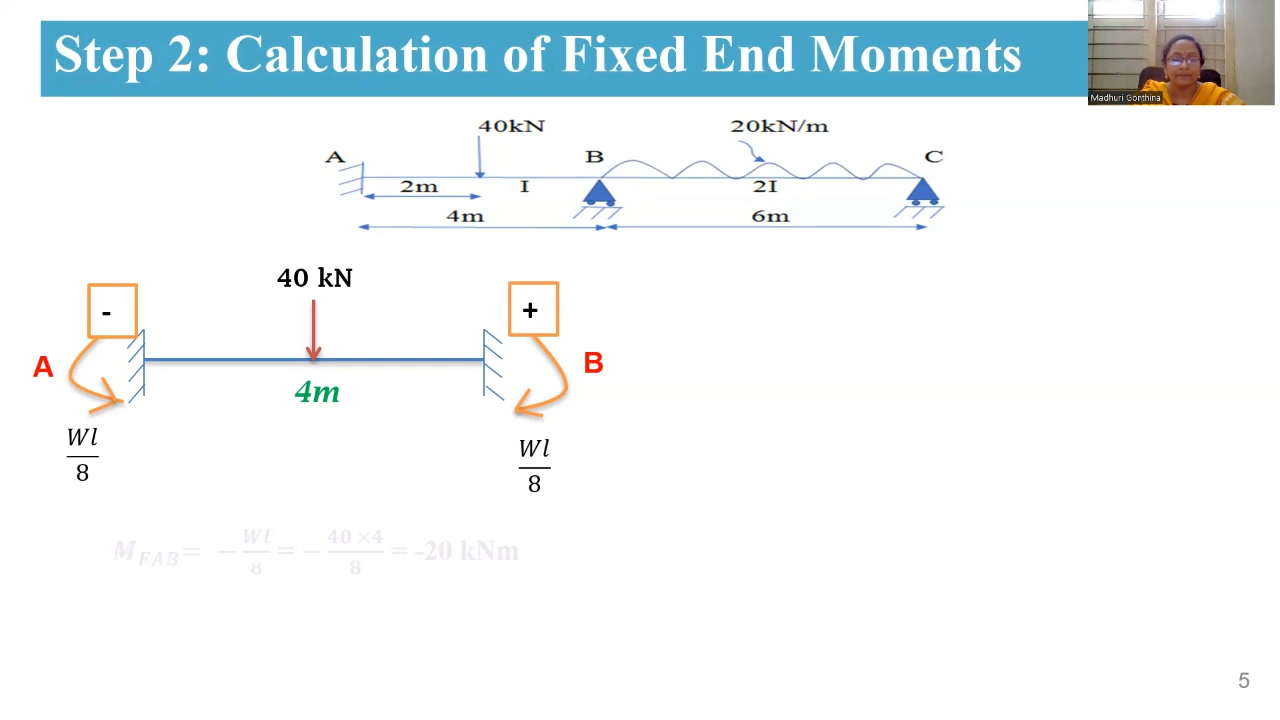 Step 2: Calculation of Fixed End Moments
Madhuri Gonthina
40kN
20kN/m
A
B
C
2m
I
2I
4m
6m
40 kN
-
+
A
B
4m
Wl
8
Wl
8
M_FAB = − Wl/8 = − 40 ×4/8 = -20 kNm
5